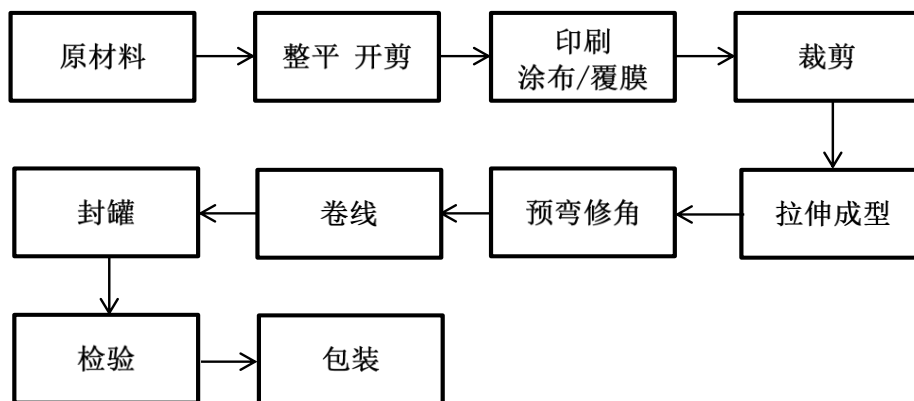 原材料
整平 开剪
印刷
涂布/覆膜
裁剪
拉伸成型
预弯修角
卷线
封罐
检验
包装